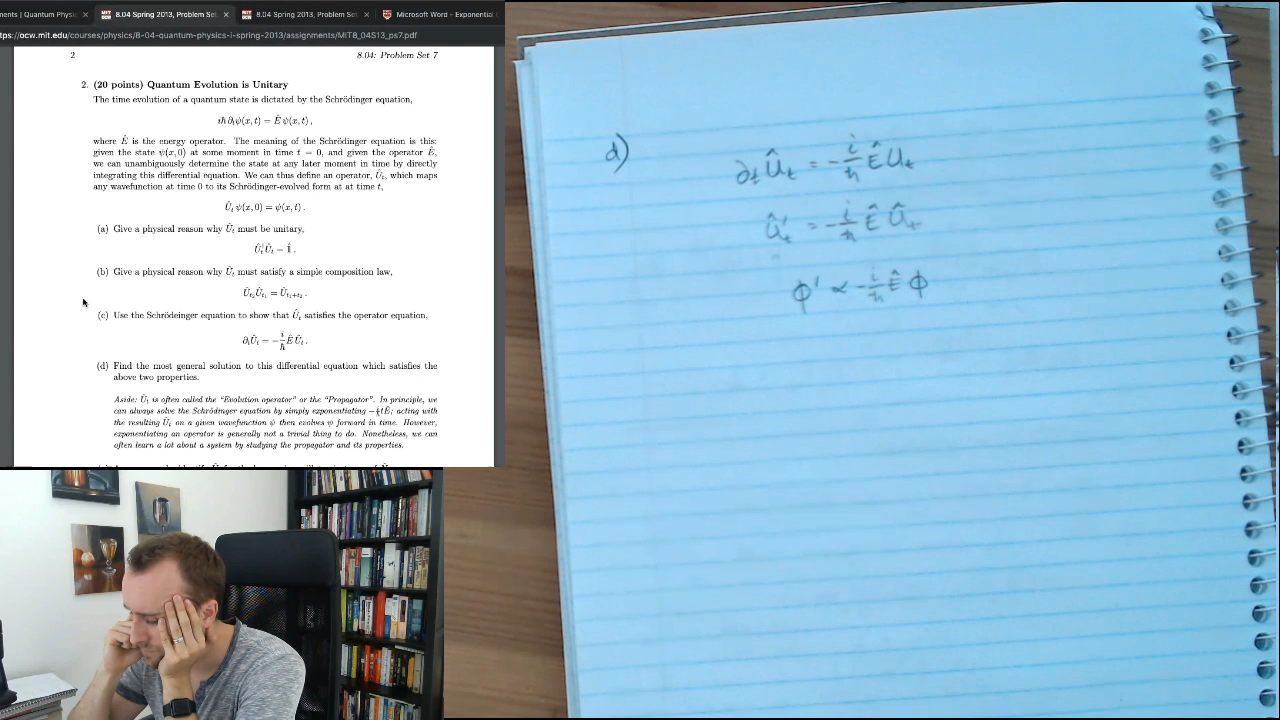 ments | Quantum Physi
8.04 Spring 2013, Problem Set
8.04 Spring 2013, Problem Set
Microsoft Word - Exponential
tps://ocw.mit.edu/courses/physics/8-04-quantum-physics-i-spring-2013/assignments/MIT8_04S13_ps7.pdf
2
8.04: Problem Set 7
2. (20 points) Quantum Evolution is Unitary
The time evolution of a quantum state is dictated by the Schrödinger equation,
iħ ∂ₜψ(x, t) = Ê ψ(x, t) ,
where Ê is the energy operator. The meaning of the Schrödinger equation is this:
given the state ψ(x, 0) at some moment in time t = 0, and given the operator Ê,
we can unambiguously determine the state at any later moment in time by directly
integrating this differential equation. We can thus define an operator, Ûₜ, which maps
any wavefunction at time 0 to its Schrödinger-evolved form at at time t,
Ûₜ ψ(x, 0) = ψ(x, t) .
(a) Give a physical reason why Ûₜ must be unitary,
Ûₜ†Ûₜ = 𝟙̂ .
(b) Give a physical reason why Ûₜ must satisfy a simple composition law,
Ûₜ₂Ûₜ₁ = Ûₜ₁₊ₜ₂ .
(c) Use the Schrödeinger equation to show that Ûₜ satisfies the operator equation,
∂ₜÛₜ = −i/ħ Ê Ûₜ .
(d) Find the most general solution to this differential equation which satisfies the
above two properties.
Aside: Ûₜ is often called the “Evolution operator” or the “Propagator”. In principle, we
can always solve the Schrödinger equation by simply exponentiating −i/ħ tÊ; acting with
the resulting Ûₜ on a given wavefunction ψ then evolves ψ forward in time. However,
exponentiating an operator is generally not a trivial thing to do. Nonetheless, we can
often learn a lot about a system by studying the propagator and its properties.
d) ∂ₜ Ûₜ = −i/ħ Ê Uₜ
Ûₜ' = −i/ħ Ê Ûₜ
ϕ' ∝ −i/ħ Ê ϕ